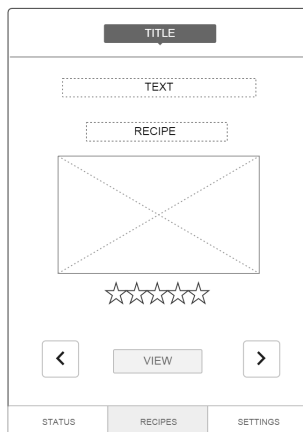 TITLE
TEXT
RECIPE
VIEW
STATUS RECIPES SETTINGS